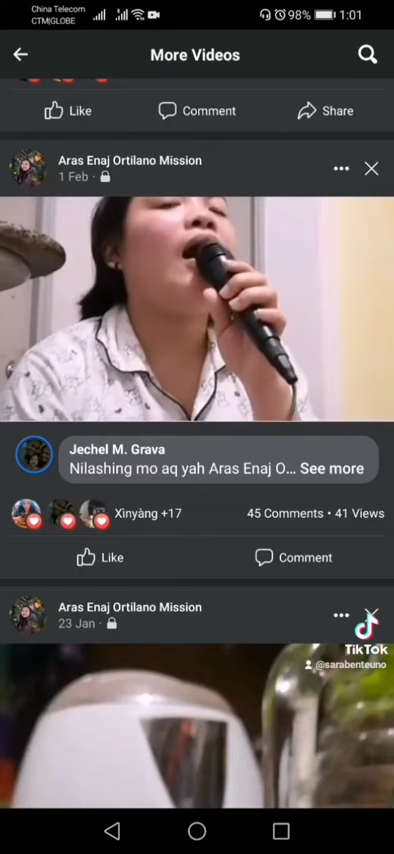 China Telecom
CTM|GLOBE
98% 1:01
More Videos
Like Comment Share
Aras Enaj Ortilano Mission
1 Feb ·
Jechel M. Grava
Nilashing mo aq yah Aras Enaj O... See more
Xìnyàng +17 45 Comments • 41 Views
Like Comment
Aras Enaj Ortilano Mission
23 Jan ·
TikTok
@sarabenteuno